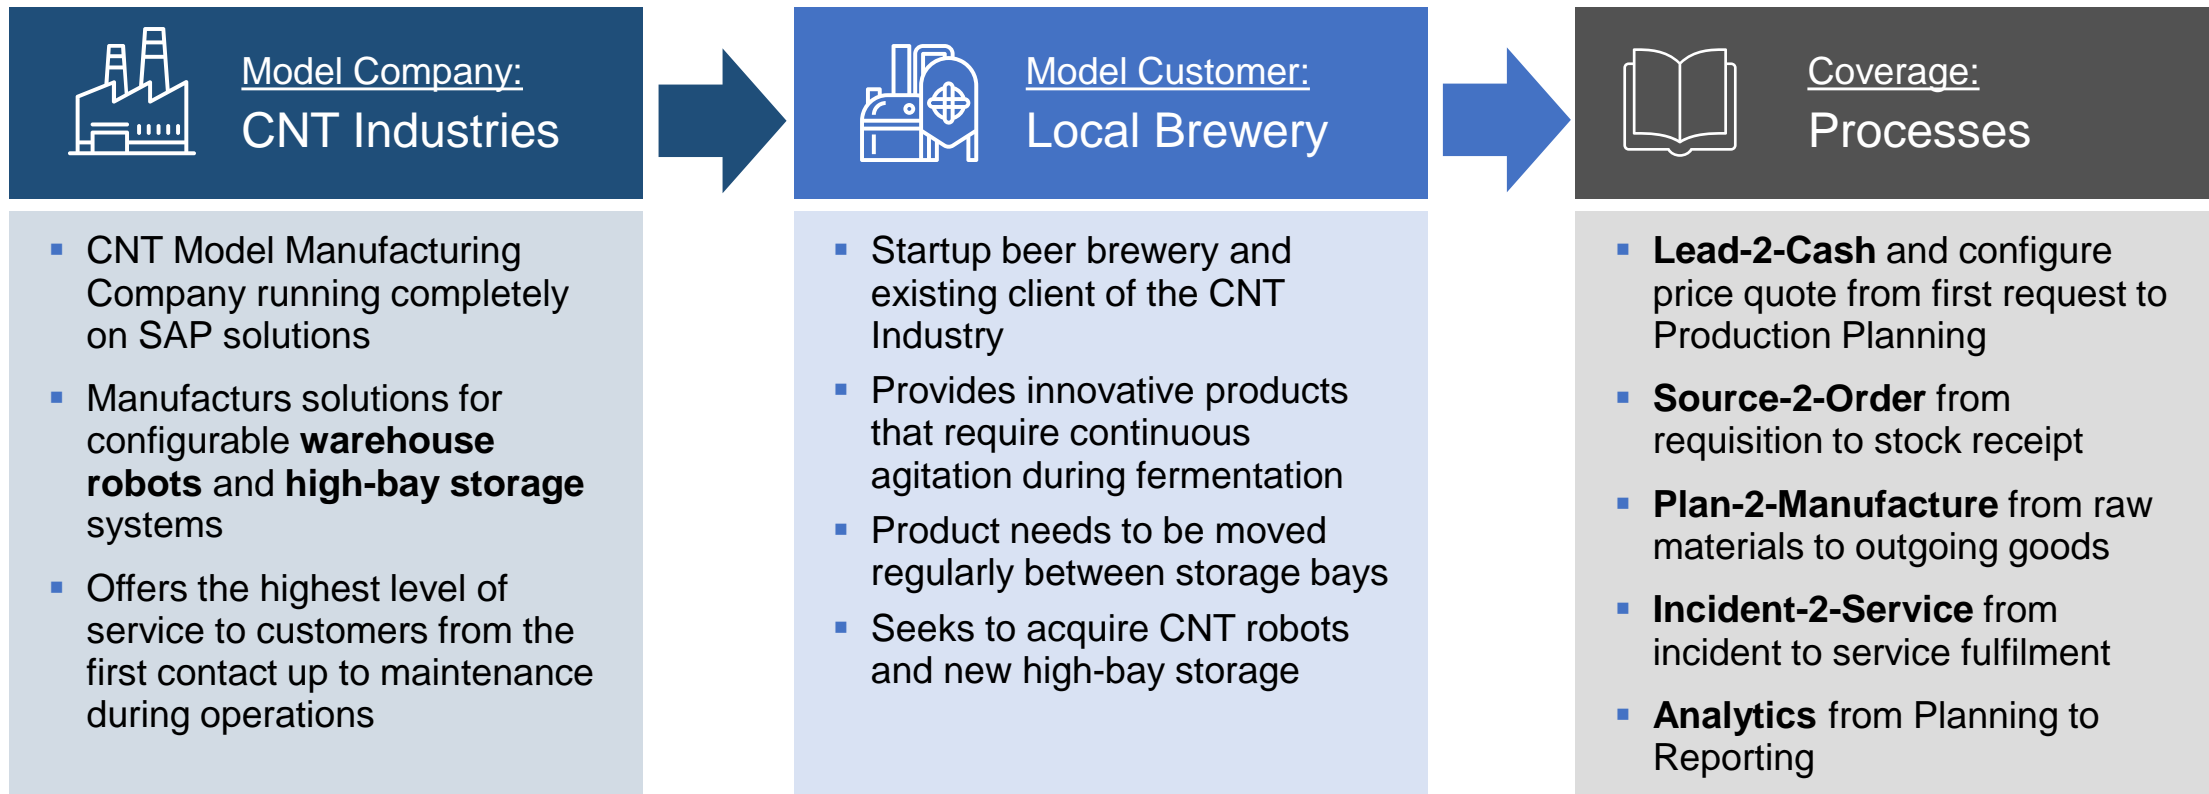 Model Company:
CNT Industries
▪ CNT Model Manufacturing
Company running completely
on SAP solutions
▪ Manufacturs solutions for
configurable warehouse
robots and high-bay storage
systems
▪ Offers the highest level of
service to customers from the
first contact up to maintenance
during operations
Model Customer:
Local Brewery
▪ Startup beer brewery and
existing client of the CNT
Industry
▪ Provides innovative products
that require continuous
agitation during fermentation
▪ Product needs to be moved
regularly between storage bays
▪ Seeks to acquire CNT robots
and new high-bay storage
Coverage:
Processes
▪ Lead-2-Cash and configure
price quote from first request to
Production Planning
▪ Source-2-Order from
requisition to stock receipt
▪ Plan-2-Manufacture from raw
materials to outgoing goods
▪ Incident-2-Service from
incident to service fulfilment
▪ Analytics from Planning to
Reporting